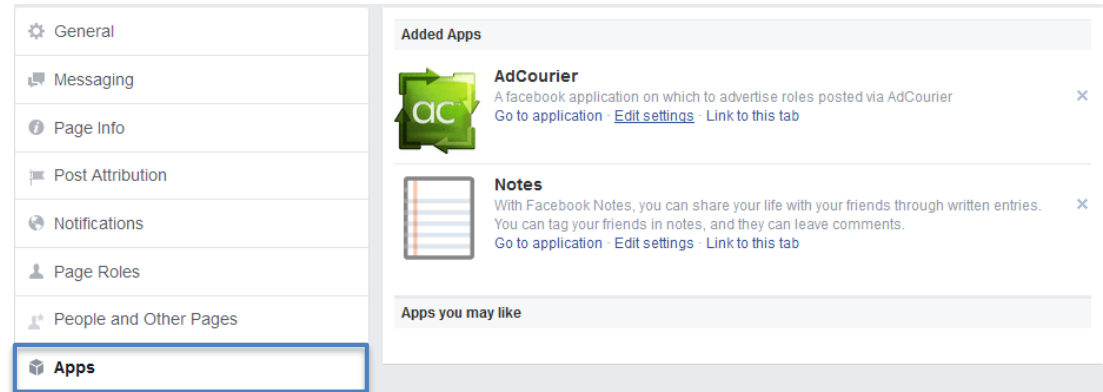 General
Messaging
Page Info
Post Attribution
Notifications
Page Roles
People and Other Pages
Apps
Added Apps
ac
AdCourier
A facebook application on which to advertise roles posted via AdCourier
Go to application · Edit settings · Link to this tab
Notes
With Facebook Notes, you can share your life with your friends through written entries.
You can tag your friends in notes, and they can leave comments.
Go to application · Edit settings · Link to this tab
Apps you may like